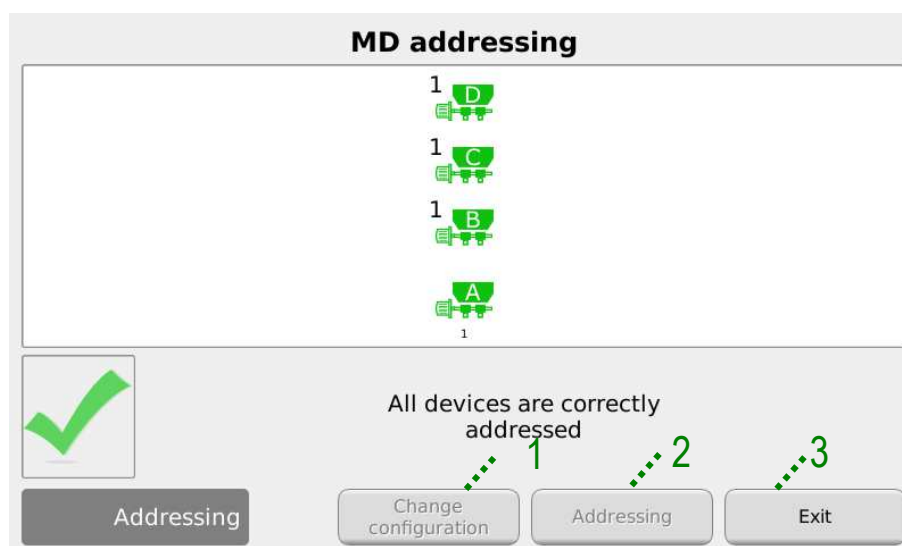 MD addressing
1 D
1 C
1 B
A
1
All devices are correctly
addressed
1 2 3
Addressing
Change
configuration
Addressing
Exit